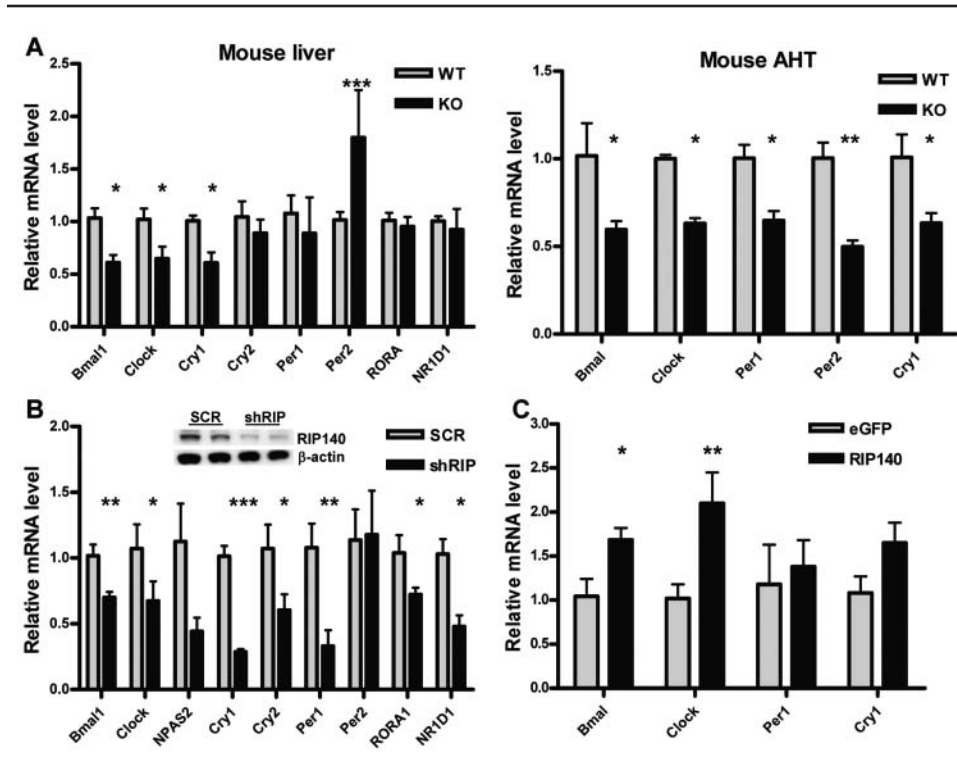 A
Mouse liver
WT
KO
Relative mRNA level
2.5
2.0
1.5
1.0
0.5
0.0
* * * ***
Bmal1 Clock Cry1 Cry2 Per1 Per2 RORA NR1D1
Mouse AHT
WT
KO
Relative mRNA level
1.5
1.0
0.5
0.0
* * * ** *
Bmal Clock Per1 Per2 Cry1
B
SCR shRIP
RIP140
β-actin
SCR
shRIP
Relative mRNA level
2.0
1.5
1.0
0.5
0.0
** * *** * ** * *
Bmal1 Clock NPAS2 Cry1 Cry2 Per1 Per2 RORA1 NR1D1
C
eGFP
RIP140
Relative mRNA level
3.0
2.5
2.0
1.5
1.0
0.5
0.0
* **
Bmal Clock Per1 Cry1